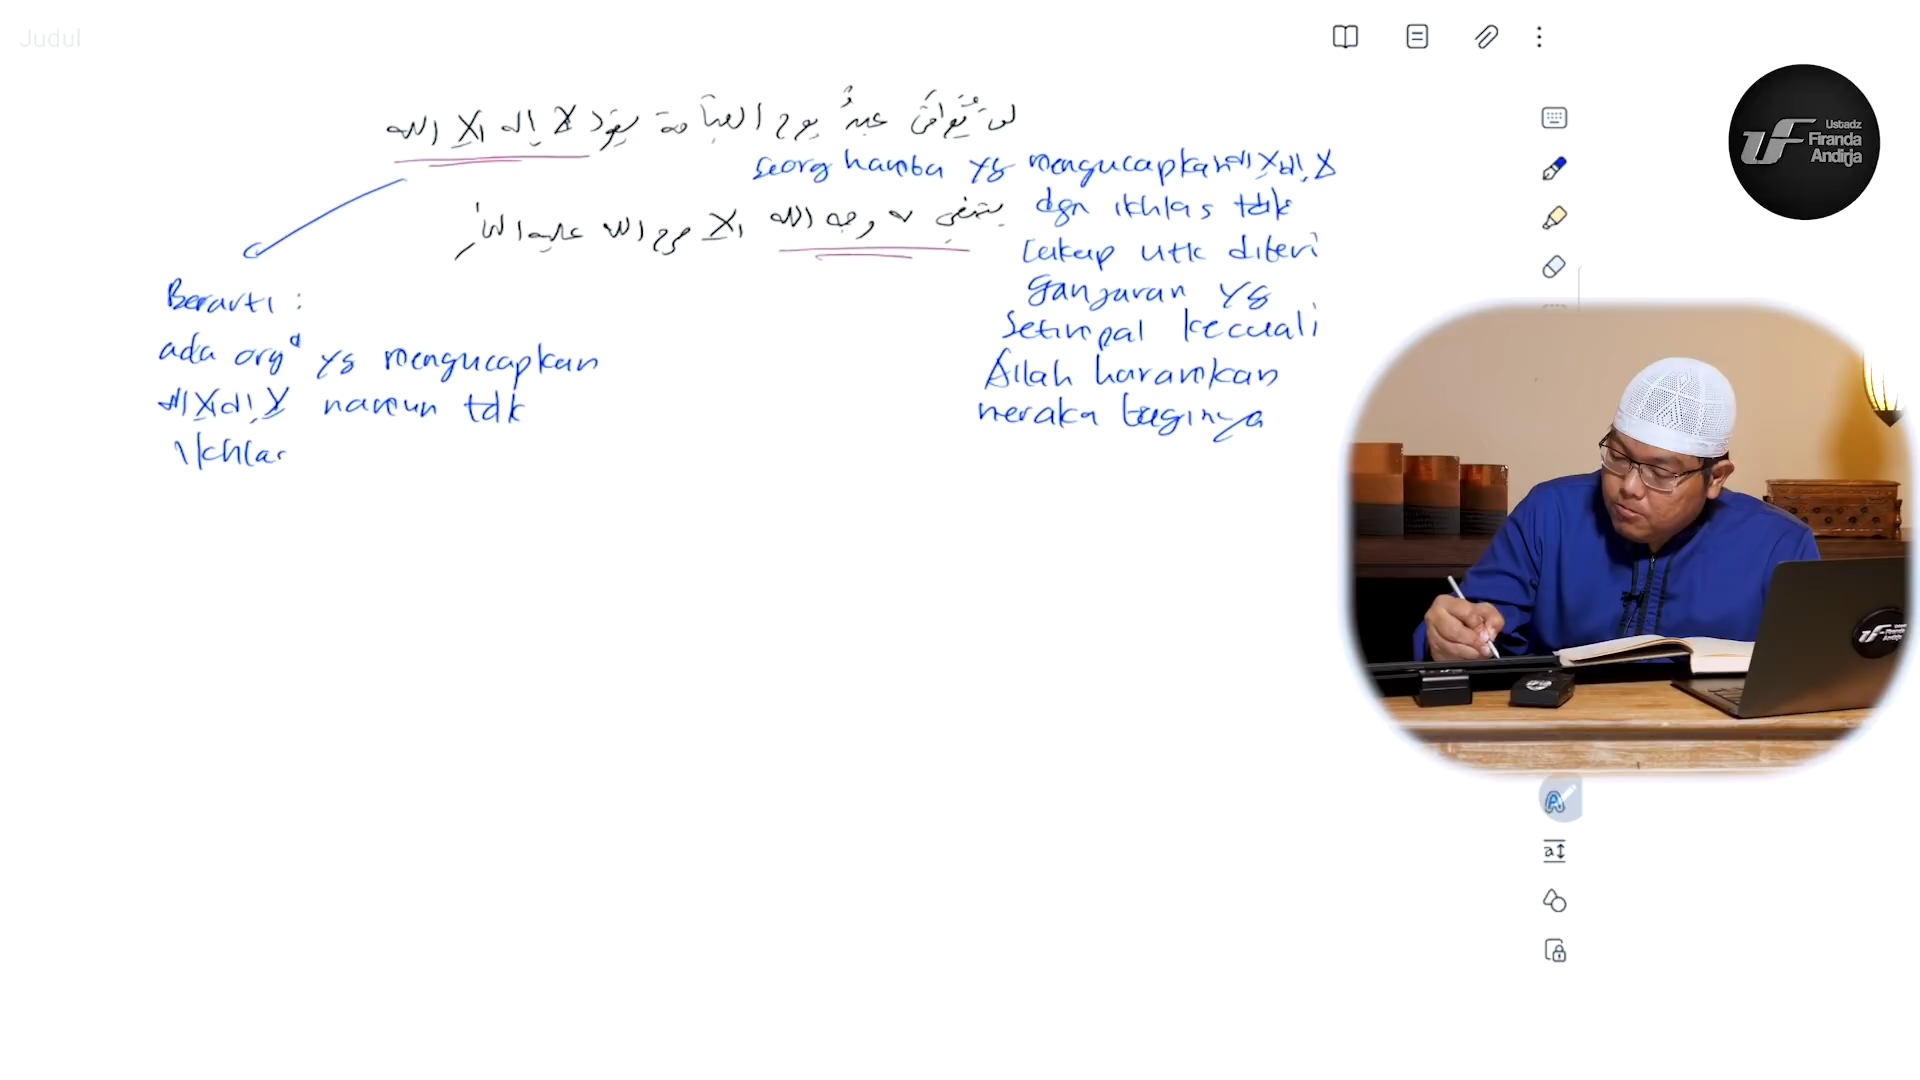 Judul
لن يُوافيَ عبدٌ يوم القيامة يقول لا إله إلا الله
يبتغي به وجه الله إلا حرم الله عليه النار
seorg hamba yg mengucapkan لا إله إلا الله
dgn ikhlas tdk
cukup utk diberi
ganjaran yg
setimpal kecuali
Allah haramkan
neraka baginya
Berarti :
ada org² yg mengucapkan
لا إله إلا الله namun tdk
ikhlas
Ustadz
Firanda
Andirja